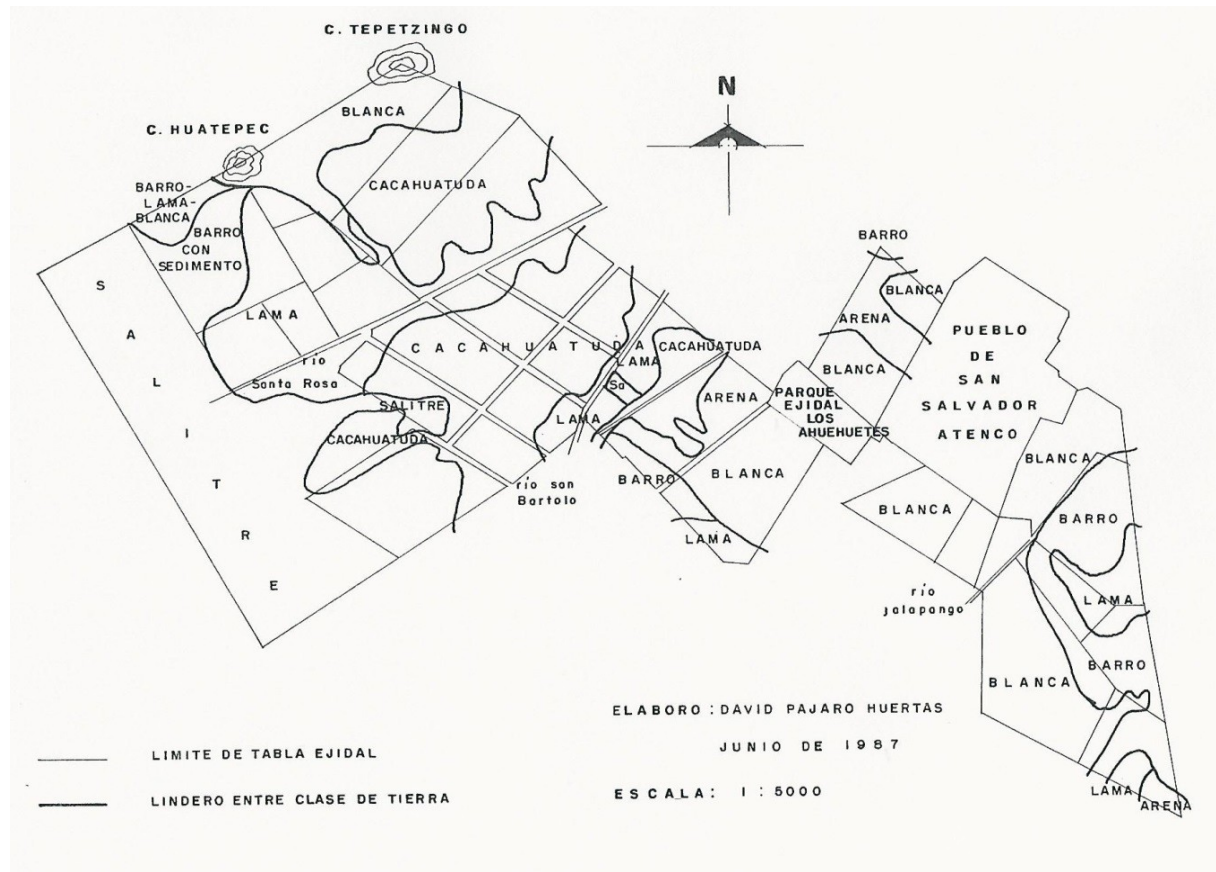 C. TEPETZINGO
N
BLANCA
C. HUATEPEC
CACAHUATUDA
BARRO-
LAMA-
BLANCA
BARRO
CON
SEDIMENTO
BARRO
BLANCA
ARENA
SALITRE
LAMA
CACAHUATUDA
LAMA
CACAHUATUDA
BLANCA
PUEBLO
DE
SAN
SALVADOR
ATENCO
río
Santa Rosa
Sa
ARENA
PARQUE
EJIDAL
LOS
AHUEHUETES
SALITRE
LAMA
CACAHUATUDA
BLANCA
río san
Bartolo
BARRO
BLANCA
BLANCA
BARRO
LAMA
río
jalapango
LAMA
BARRO
BLANCA
LAMA
ARENA
ELABORO : DAVID PAJARO HUERTAS
JUNIO DE 1987
ESCALA: 1 : 5000
LIMITE DE TABLA EJIDAL
LINDERO ENTRE CLASE DE TIERRA